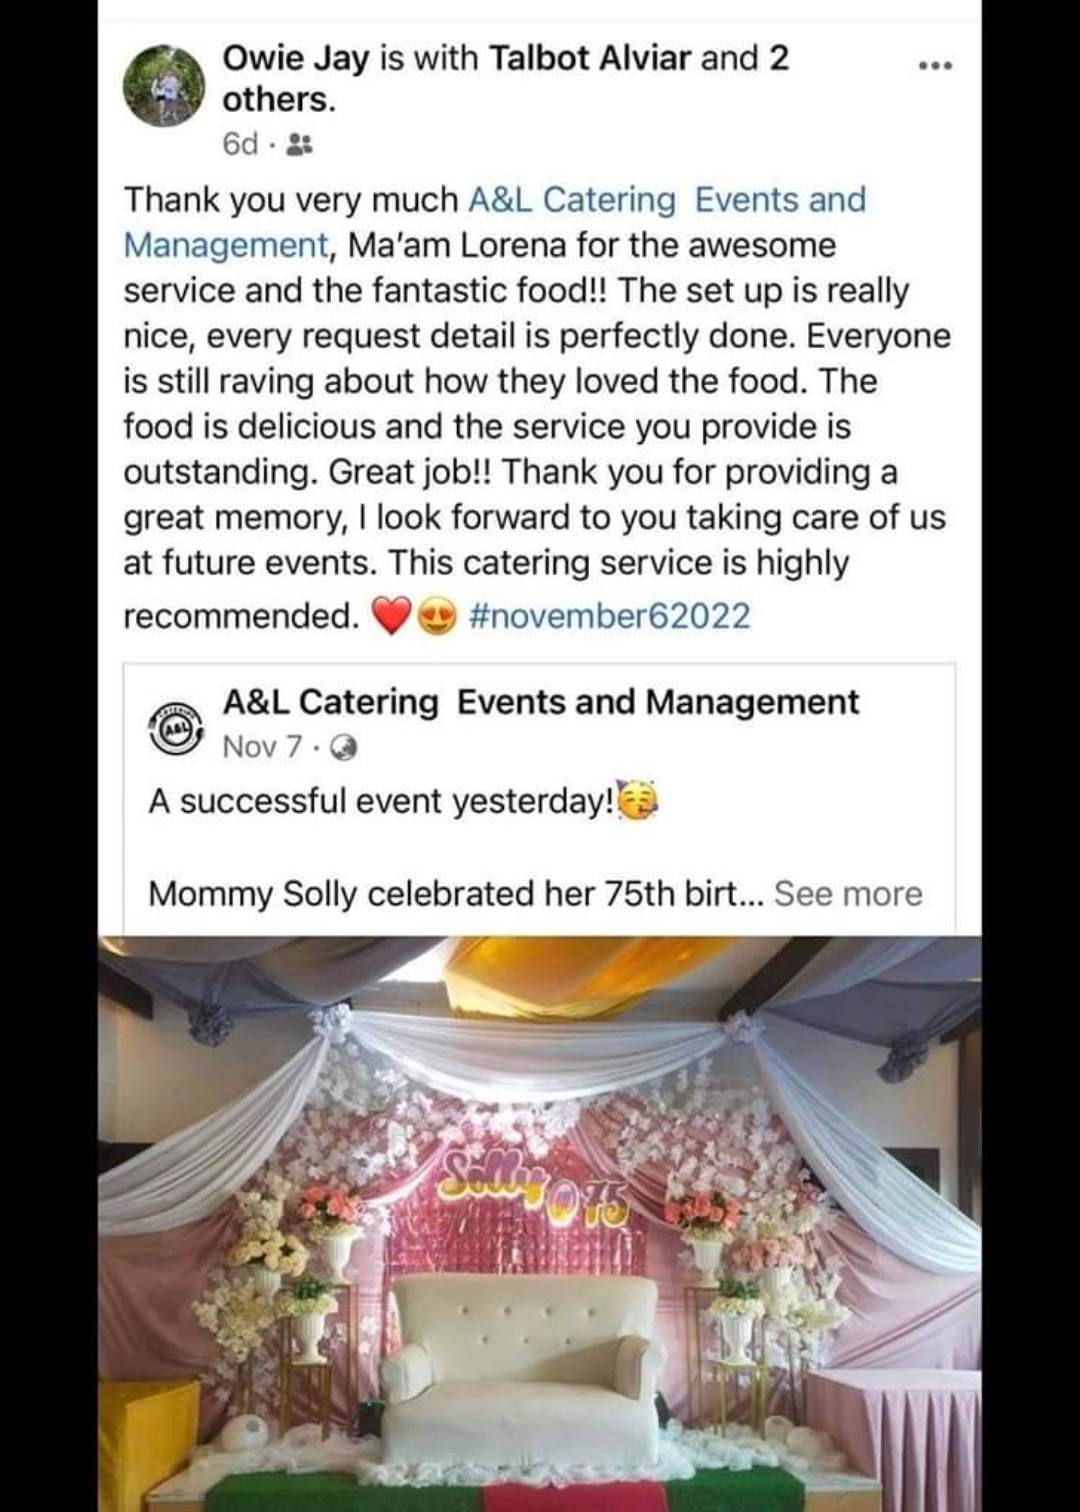 Owie Jay is with Talbot Alviar and 2
others.
6d ·
Thank you very much A&L Catering  Events and
Management, Ma'am Lorena for the awesome
service and the fantastic food!! The set up is really
nice, every request detail is perfectly done. Everyone
is still raving about how they loved the food. The
food is delicious and the service you provide is
outstanding. Great job!! Thank you for providing a
great memory, I look forward to you taking care of us
at future events. This catering service is highly
recommended. ❤️😍 #november62022
A&L Catering  Events and Management
A&L
Nov 7 ·
A successful event yesterday!🥳
Mommy Solly celebrated her 75th birt... See more
Solly @ 75